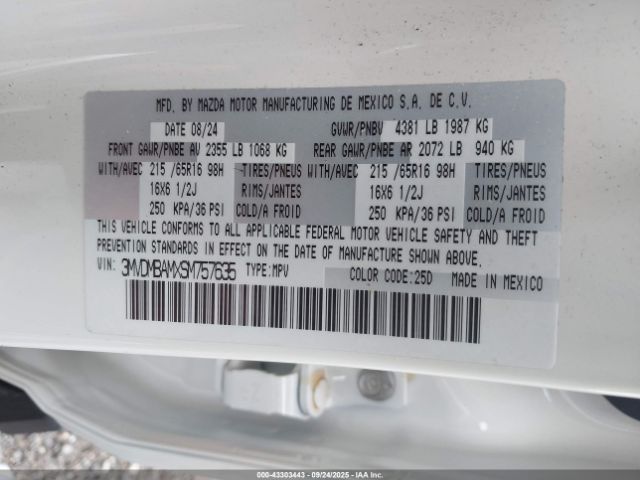 MFD. BY MAZDA MOTOR MANUFACTURING DE MEXICO S.A. DE C.V.
DATE 08/24 GVWR/PNBV 4381 LB 1987 KG
FRONT GAWR/PNBE AV 2355 LB 1068 KG REAR GAWR/PNBE AR 2072 LB 940 KG
WITH/AVEC 215 /65R16 98H TIRES/PNEUS WITH/AVEC 215 /65R16 98H TIRES/PNEUS
16X6 1/2J RIMS/JANTES 16X6 1/2J RIMS/JANTES
250 KPA/36 PSI COLD/A FROID 250 KPA/36 PSI COLD/A FROID
THIS VEHICLE CONFORMS TO ALL APPLICABLE FEDERAL MOTOR VEHICLE SAFETY AND THEFT
PREVENTION STANDARDS IN EFFECT ON THE DATE OF MANUFACTURE SHOWN ABOVE.
VIN: 3MVDMBAMXSM757635 TYPE:MPV COLOR CODE:25D MADE IN MEXICO
000-43303443 - 09/24/2025 - IAAI.COM